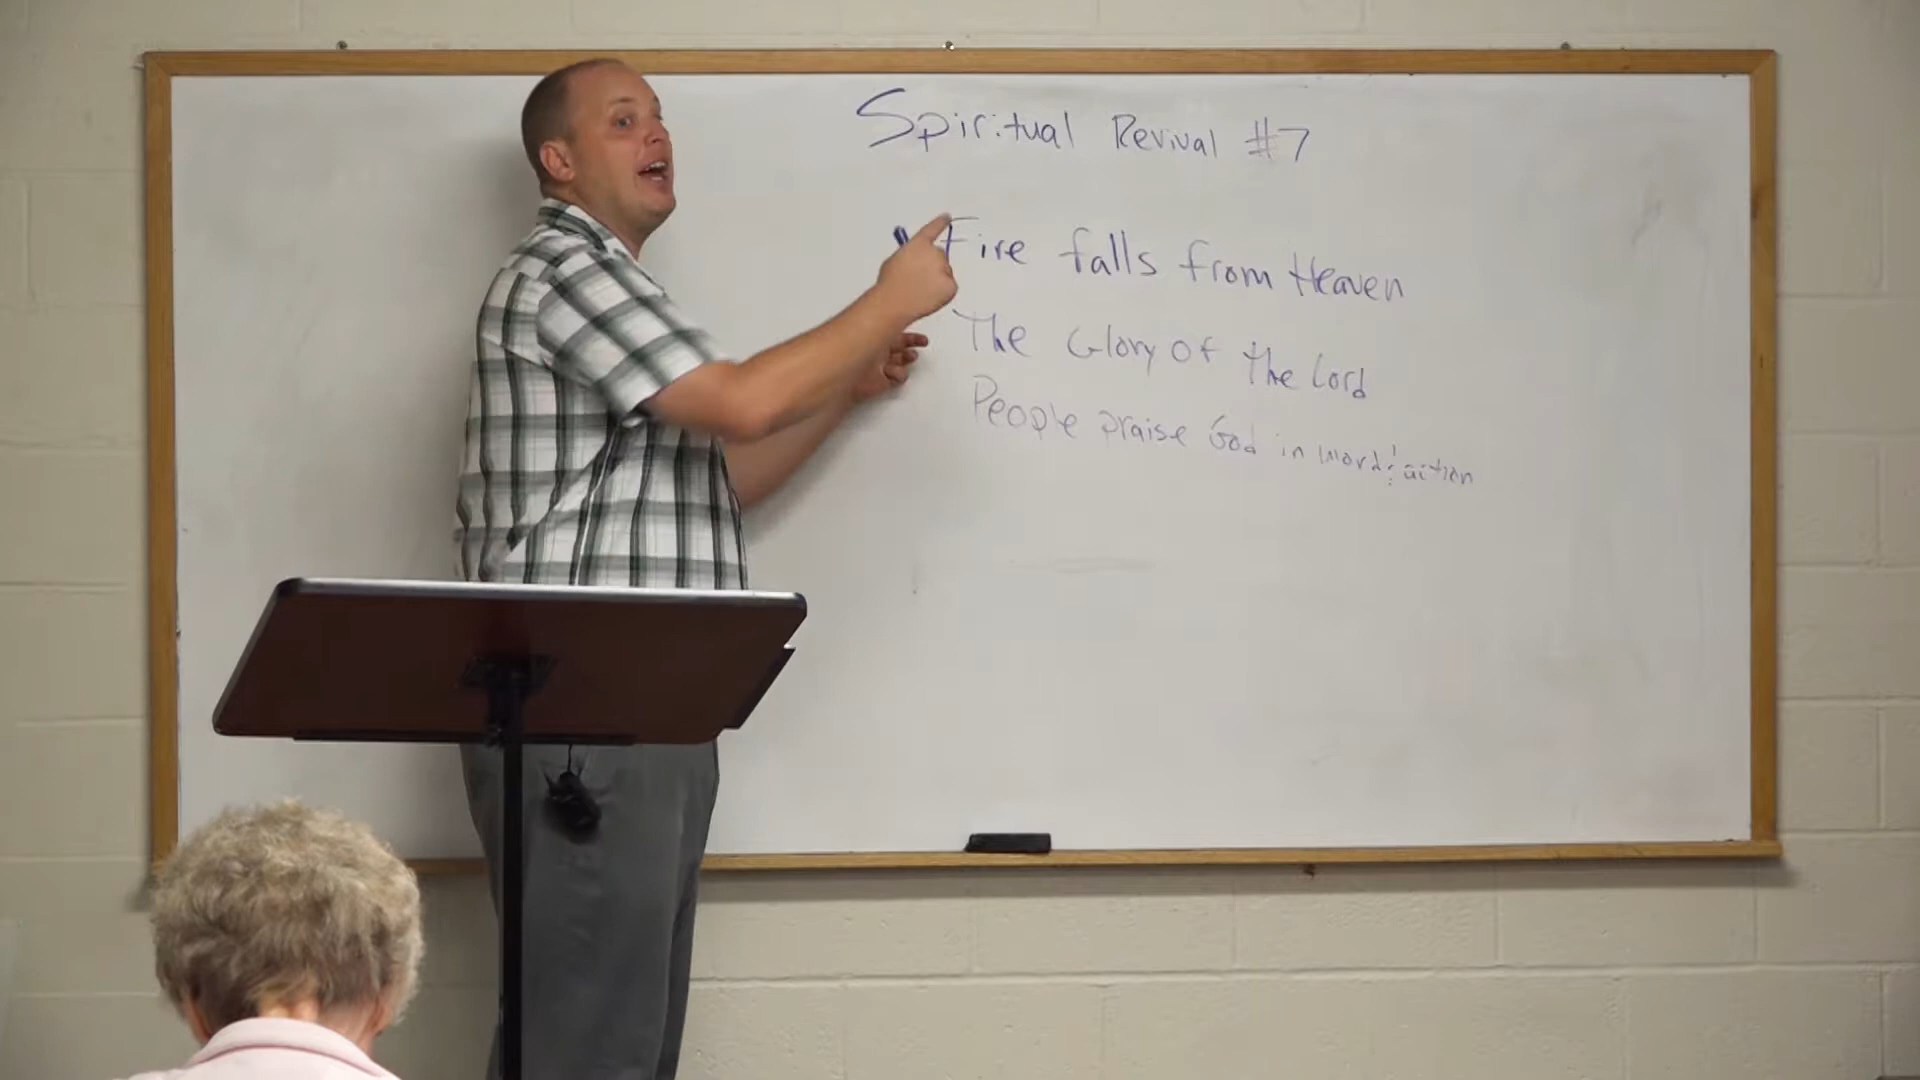 Spiritual Revival #7
Fire falls from Heaven
The Glory of the Lord
People praise God in word & action